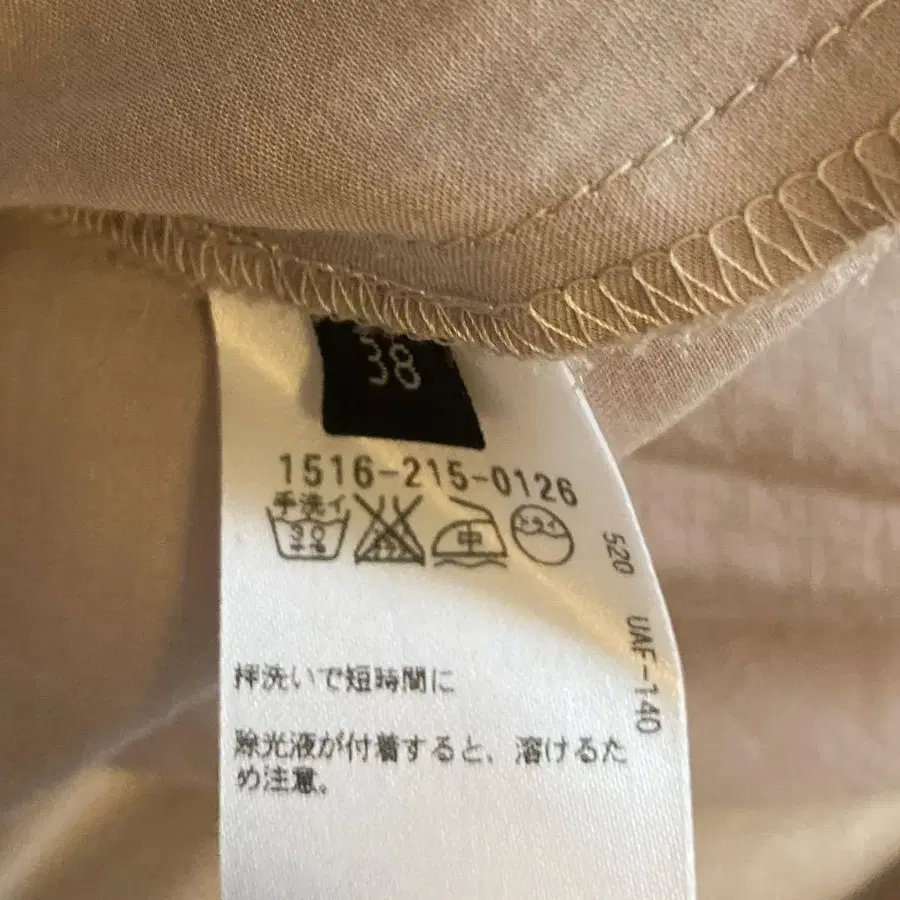 38
1516-215-0126
手洗イ
30
中
ドライ
520 UAF-140
押洗いで短時間に
除光液が付着すると、溶けるた
め注意。